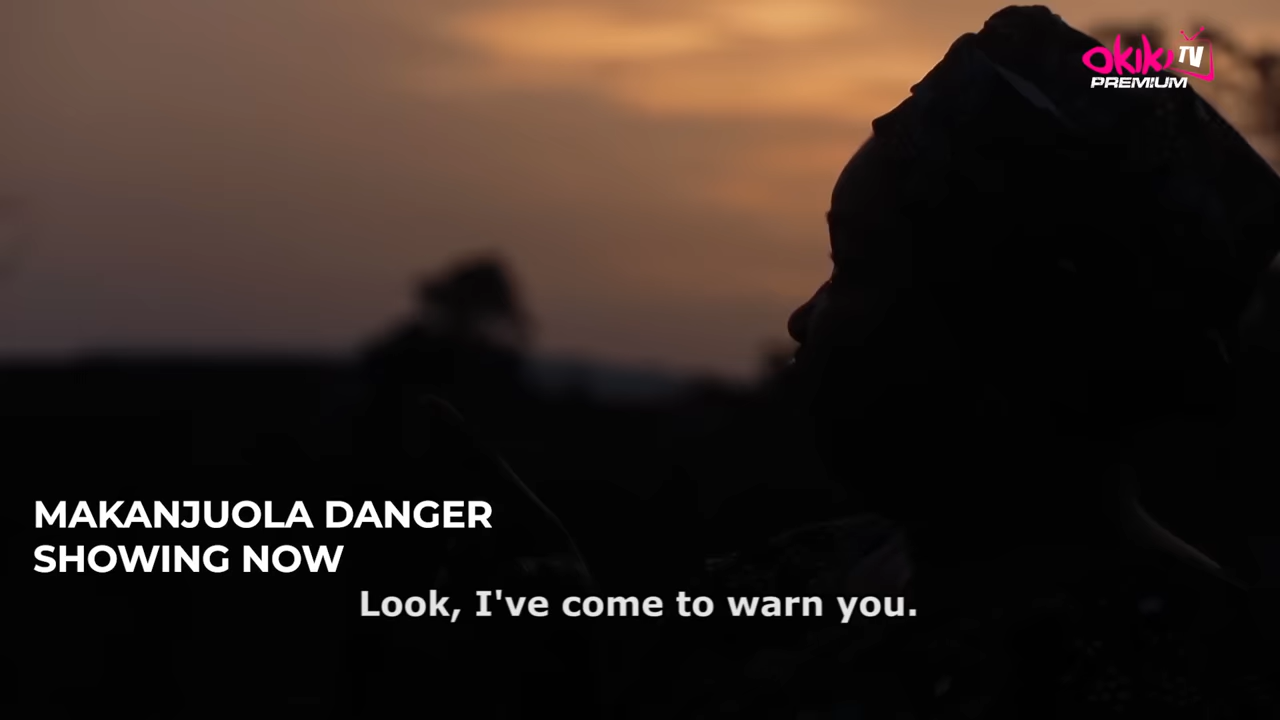 OKIKI TV
PREMIUM
MAKANJUOLA DANGER
SHOWING NOW
Look, I've come to warn you.